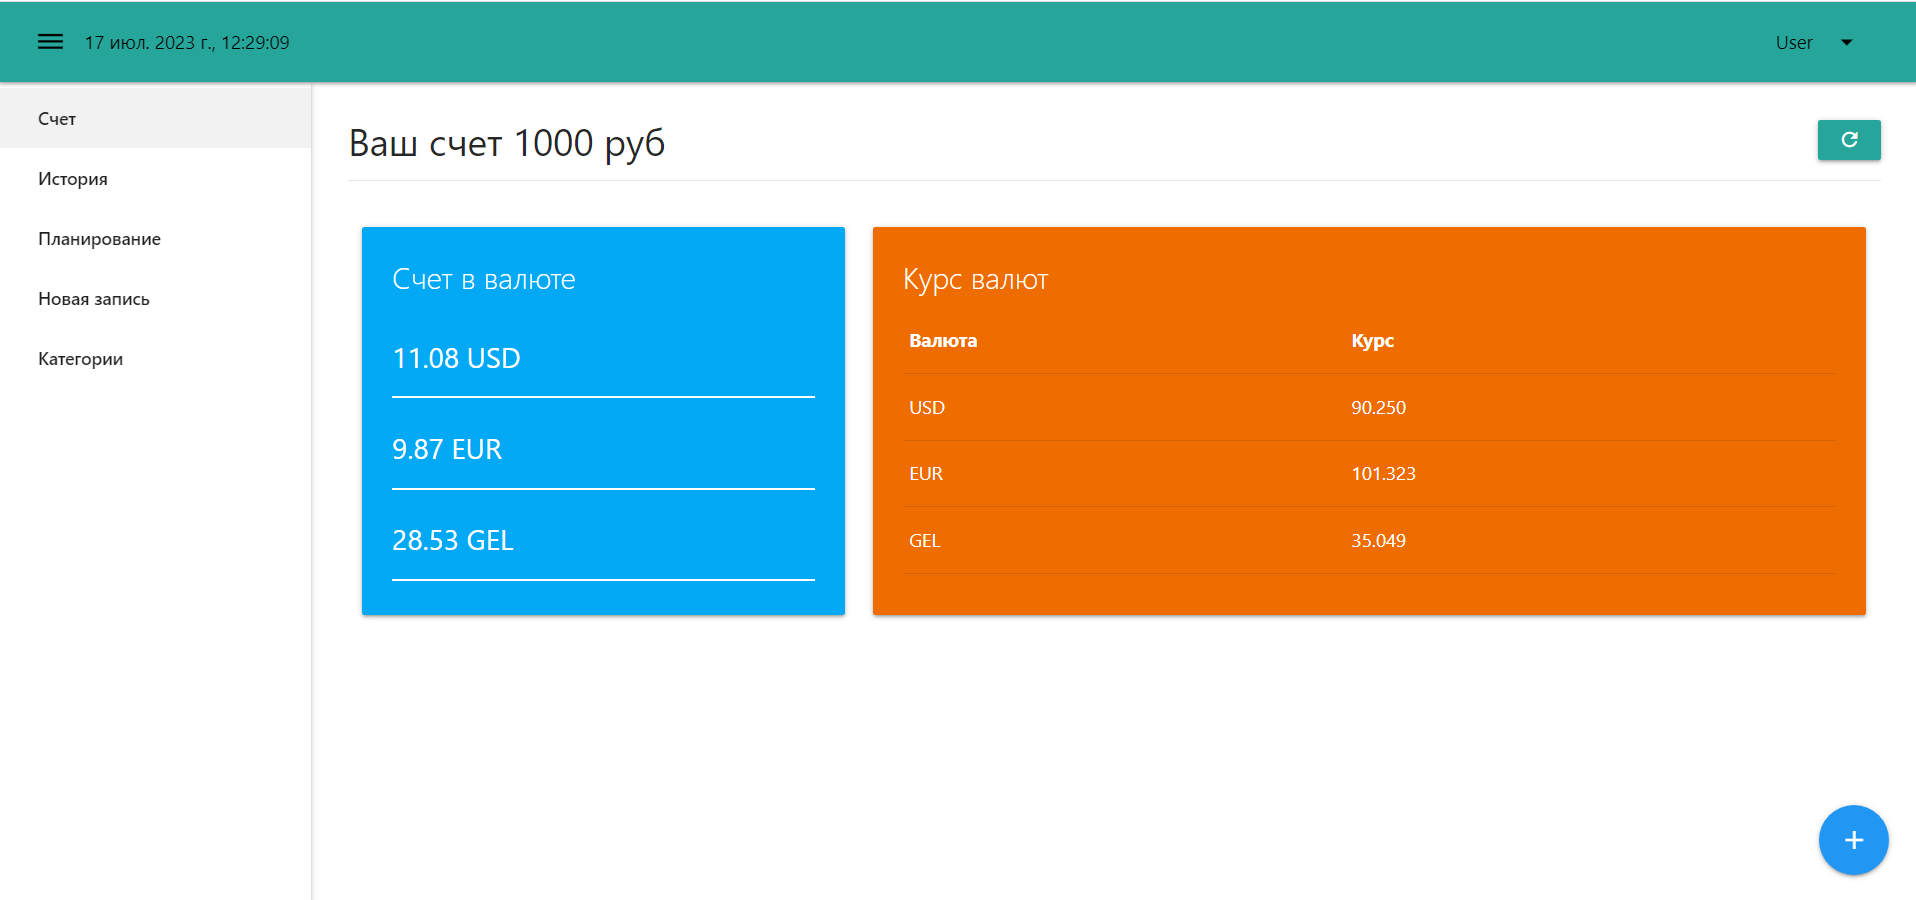 17 июл. 2023 г., 12:29:09
User
Счет
История
Планирование
Новая запись
Категории
Ваш счет 1000 руб
Счет в валюте
11.08 USD
9.87 EUR
28.53 GEL
Курс валют
Валюта Курс
USD 90.250
EUR 101.323
GEL 35.049